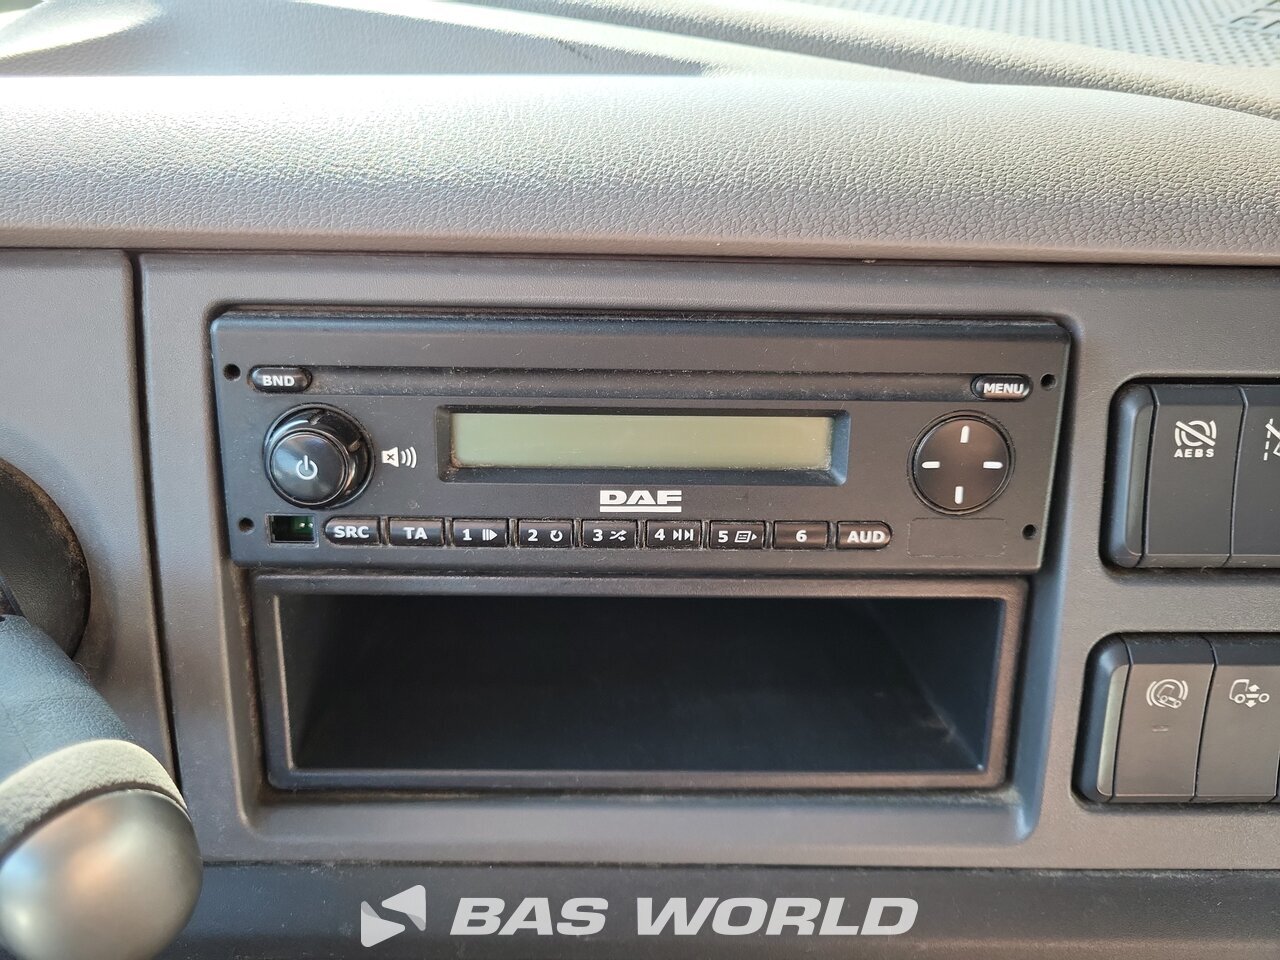 BND
MENU
AEBS
DAF
SRC TA 1 2 3 4 5 6 AUD
BAS WORLD